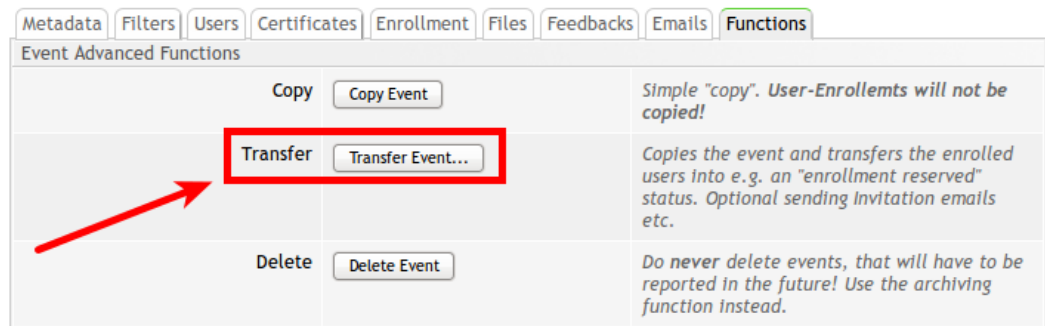 Metadata Filters Users Certificates Enrollment Files Feedbacks Emails Functions
Event Advanced Functions
Copy Copy Event Simple "copy". User-Enrollemts will not be
copied!
Transfer Transfer Event... Copies the event and transfers the enrolled
users into e.g. an "enrollment reserved"
status. Optional sending Invitation emails
etc.
Delete Delete Event Do never delete events, that will have to be
reported in the future! Use the archiving
function instead.